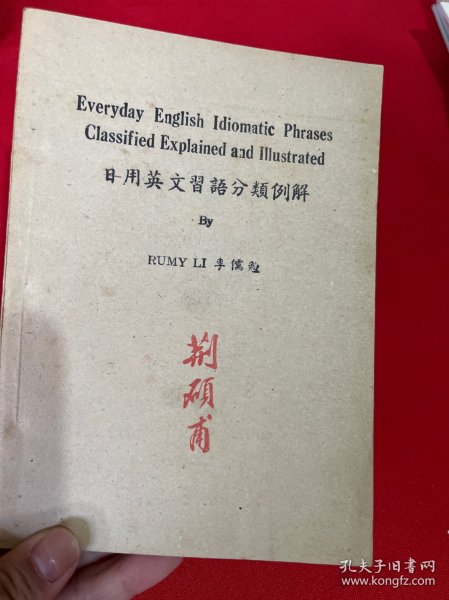 Everyday English Idiomatic Phrases
Classified Explained and Illustrated
日用英文習語分類例解
By
RUMY LI 李儒勉
荆
碩
甫
孔夫子旧书网
www.kongfz.com